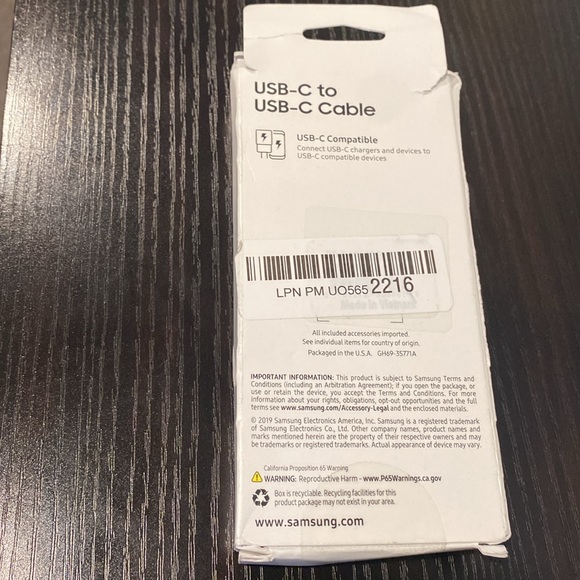 USB-C to
USB-C Cable
USB-C Compatible
Connect USB-C chargers and devices to
USB-C compatible devices
LPN PM UO565 2216
Made in Vietnam
All included accessories imported.
See individual items for country of origin.
Packaged in the U.S.A. GH69-35771A
IMPORTANT INFORMATION: This product is subject to Samsung Terms and
Conditions (including an Arbitration Agreement); if you open the package, or
use or retain the device, you accept the Terms and Conditions. For more
information about your rights, obligations, opt-out opportunities and the full
terms see www.samsung.com/Accessory-Legal and the enclosed materials.
© 2019 Samsung Electronics America, Inc. Samsung is a registered trademark
of Samsung Electronics Co., Ltd. Other company names, product names and
marks mentioned herein are the property of their respective owners and may
be trademarks or registered trademarks. Actual appearance of device may vary.
California Proposition 65 Warning
WARNING: Reproductive Harm - www.P65Warnings.ca.gov
Box is recyclable. Recycling facilities for this
product package may not exist in your area.
www.samsung.com